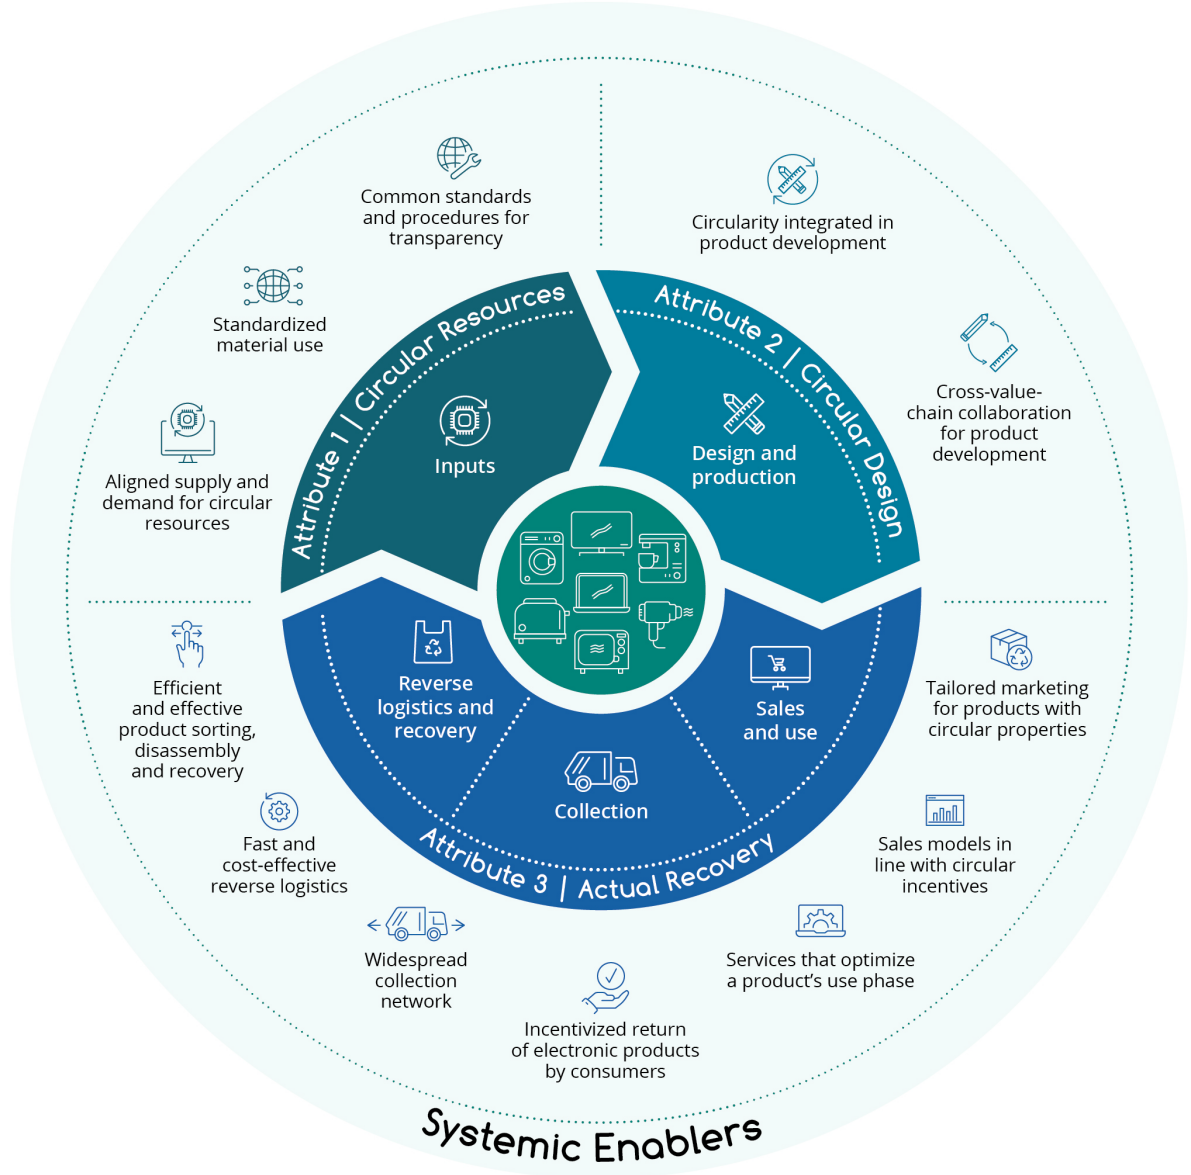 Common standards
and procedures for
transparency
Standardized
material use
Aligned supply and
demand for circular
resources
Circularity integrated in
product development
Cross-value-
chain collaboration
for product
development
Attribute 1 | Circular Resources
Inputs
Attribute 2 | Circular Design
Design and
production
Reverse
logistics and
recovery
Collection
Sales
and use
Attribute 3 | Actual Recovery
Tailored marketing
for products with
circular properties
Sales models in
line with circular
incentives
Services that optimize
a product’s use phase
Incentivized return
of electronic products
by consumers
Widespread
collection
network
Fast and
cost-effective
reverse logistics
Efficient
and effective
product sorting,
disassembly
and recovery
Systemic Enablers